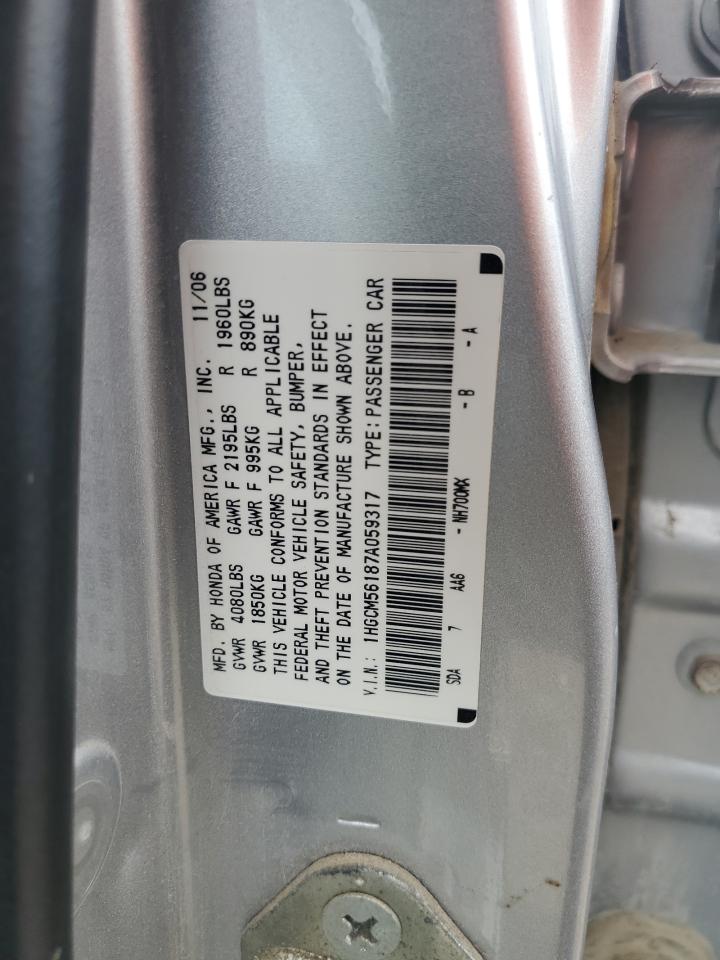 MFD. BY HONDA OF AMERICA MFG., INC. 11/06
GVWR 4080LBS GAWR F 2195LBS R 1960LBS
GVWR 1850KG GAWR F 995KG R 890KG
THIS VEHICLE CONFORMS TO ALL APPLICABLE
FEDERAL MOTOR VEHICLE SAFETY, BUMPER,
AND THEFT PREVENTION STANDARDS IN EFFECT
ON THE DATE OF MANUFACTURE SHOWN ABOVE.
V.I.N.: 1HGCM56187A059317 TYPE:PASSENGER CAR
SDA 7 AA6 - NH700MX - B - A